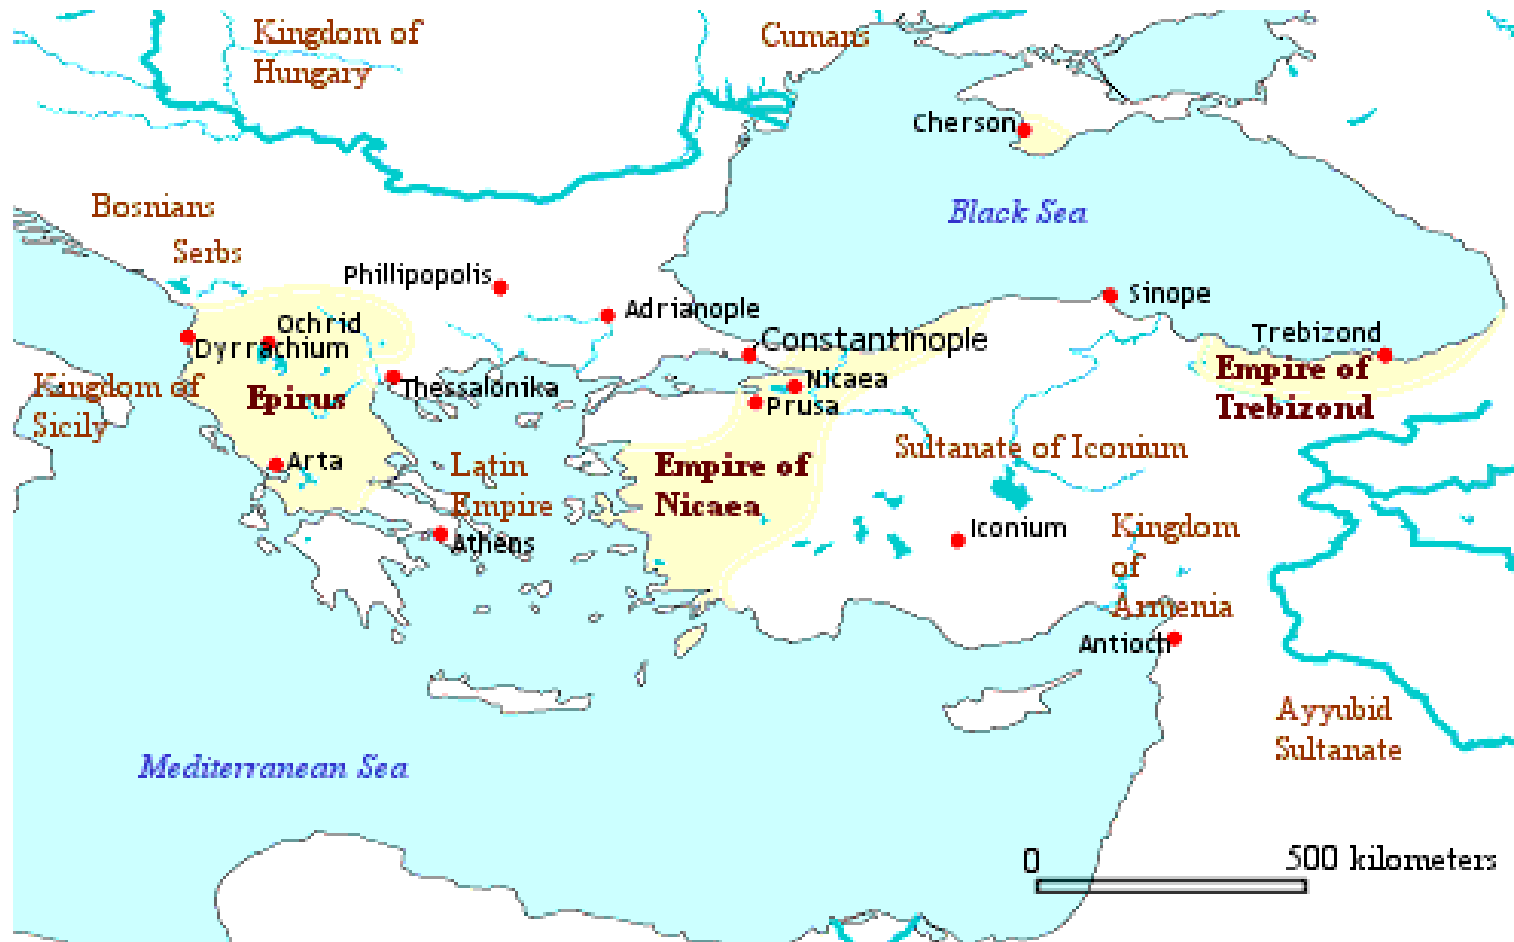 Kingdom of
Hungary
Cumans
Cherson
Bosnians
Black Sea
Serbs
Phillipopolis
Sinope
Adrianople
Ochrid
Constantinople
Trebizond
Dyrrachium
Empire of
Trebizond
Nicaea
Kingdom of
Sicily
Thessalonika
Epirus
Prusa
Sultanate of Iconium
Arta
Latin
Empire
Empire of
Nicaea
Athens
Iconium
Kingdom
of
Armenia
Antioch
Ayyubid
Sultanate
Mediterranean Sea
0 500 kilometers